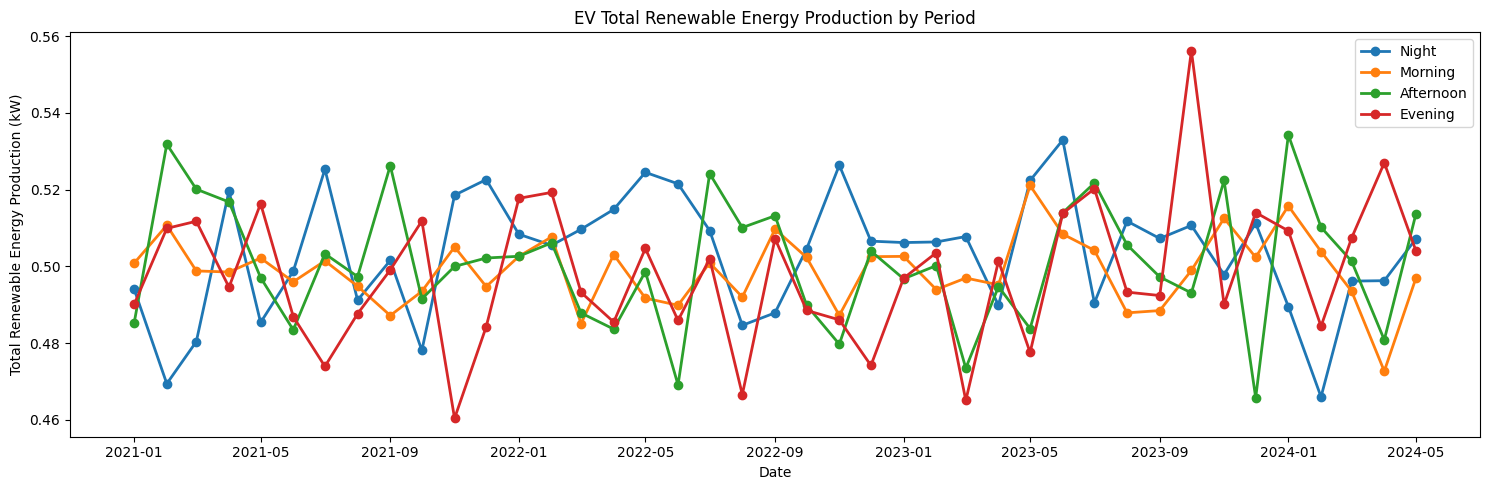 EV Total Renewable Energy Production by Period
Total Renewable Energy Production (kW)
0.56
0.54
0.52
0.50
0.48
0.46
Night
Morning
Afternoon
Evening
2021-01 2021-05 2021-09 2022-01 2022-05 2022-09 2023-01 2023-05 2023-09 2024-01 2024-05
Date